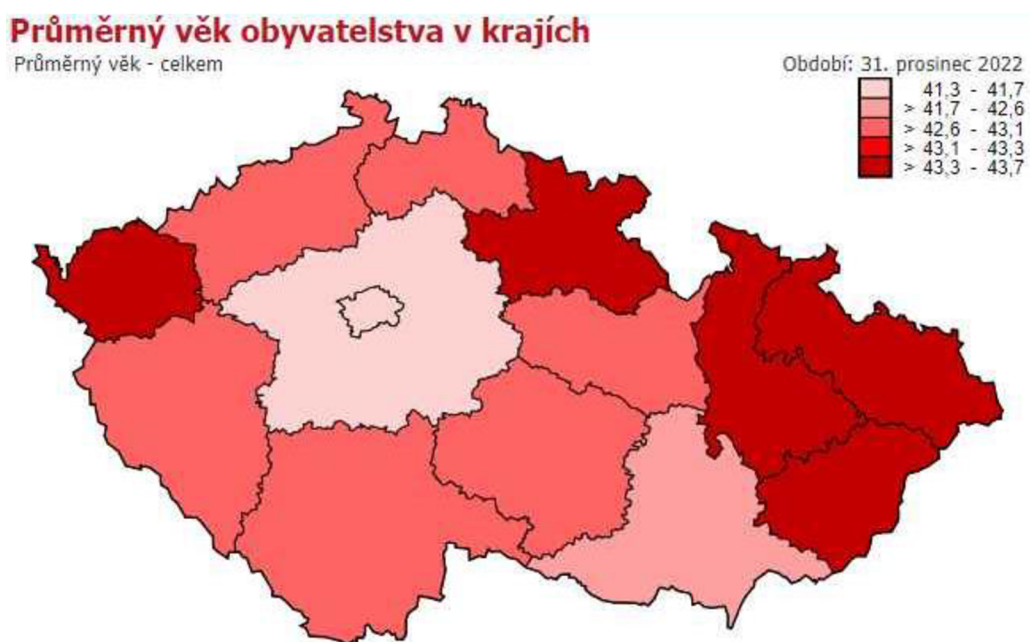 Průměrný věk obyvatelstva v krajích
Průměrný věk - celkem
Období: 31. prosinec 2022
41,3 - 41,7
> 41,7 - 42,6
> 42,6 - 43,1
> 43,1 - 43,3
> 43,3 - 43,7